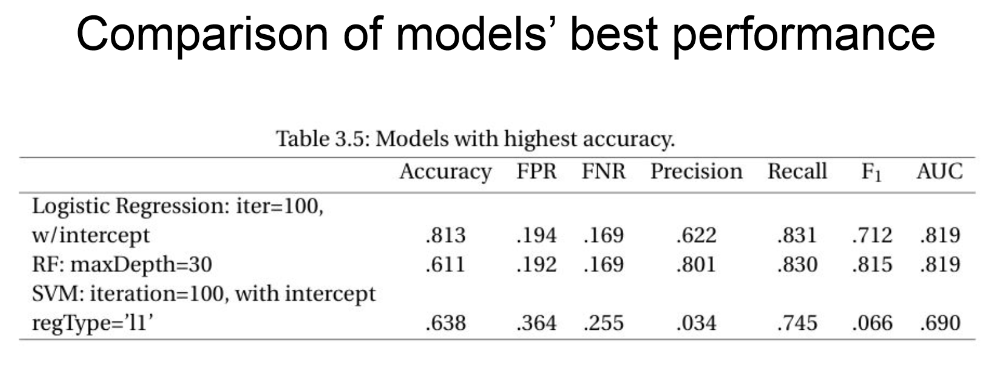 Comparison of models’ best performance
Table 3.5: Models with highest accuracy.
Accuracy FPR FNR Precision Recall F₁ AUC
Logistic Regression: iter=100,
w/intercept .813 .194 .169 .622 .831 .712 .819
RF: maxDepth=30 .611 .192 .169 .801 .830 .815 .819
SVM: iteration=100, with intercept
regType=’l1’ .638 .364 .255 .034 .745 .066 .690